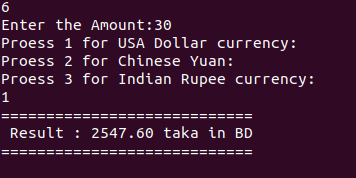 6
Enter the Amount:30
Proess 1 for USA Dollar currency:
Proess 2 for Chinese Yuan:
Proess 3 for Indian Rupee currency:
1
============================
Result : 2547.60 taka in BD
============================